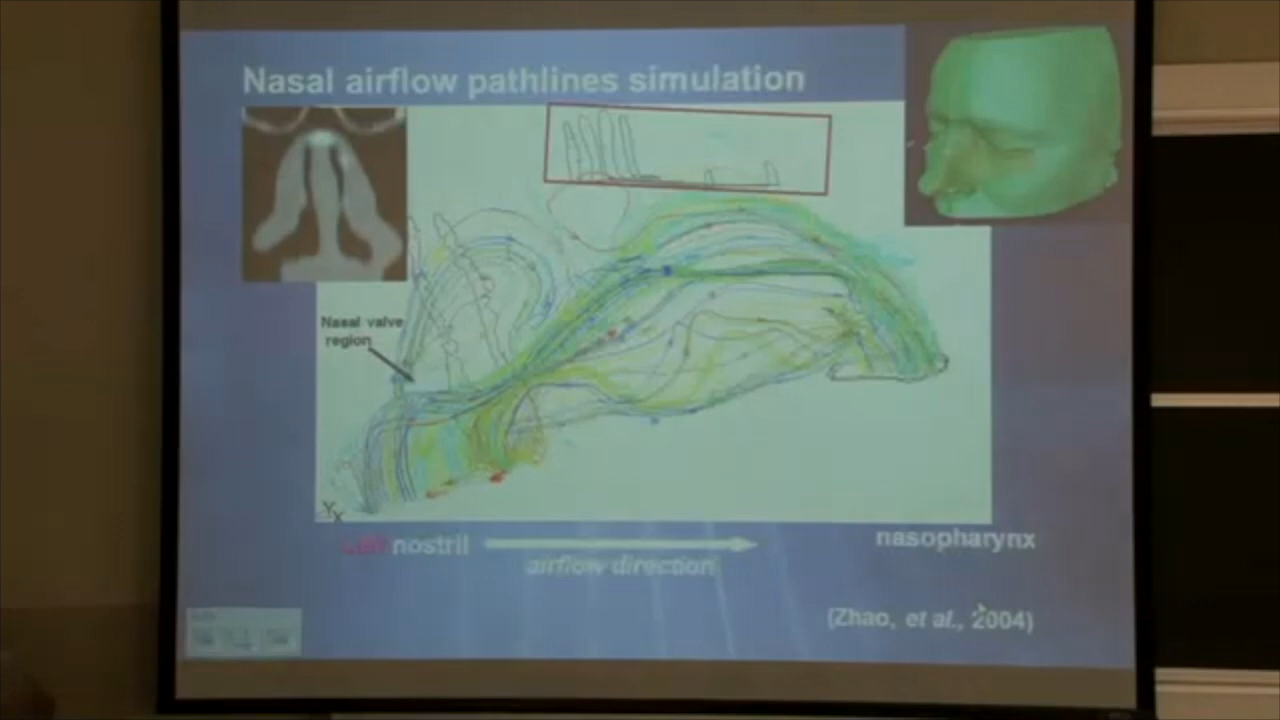 Nasal airflow pathlines simulation
Nasal valve
region
Y
X
Left nostril
nasopharynx
airflow direction
(Zhao, et al., 2004)